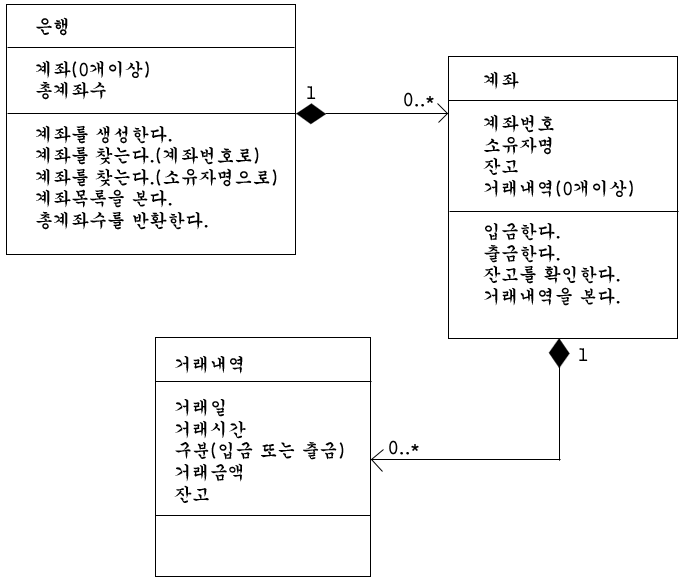 은행
계좌(0개이상)
총계좌수
계좌를 생성한다.
계좌를 찾는다.(계좌번호로)
계좌를 찾는다.(소유자명으로)
계좌목록을 본다.
총계좌수를 반환한다.
1
0..*
계좌
계좌번호
소유자명
잔고
거래내역(0개이상)
입금한다.
출금한다.
잔고를 확인한다.
거래내역을 본다.
1
0..*
거래내역
거래일
거래시간
구분(입금 또는 출금)
거래금액
잔고